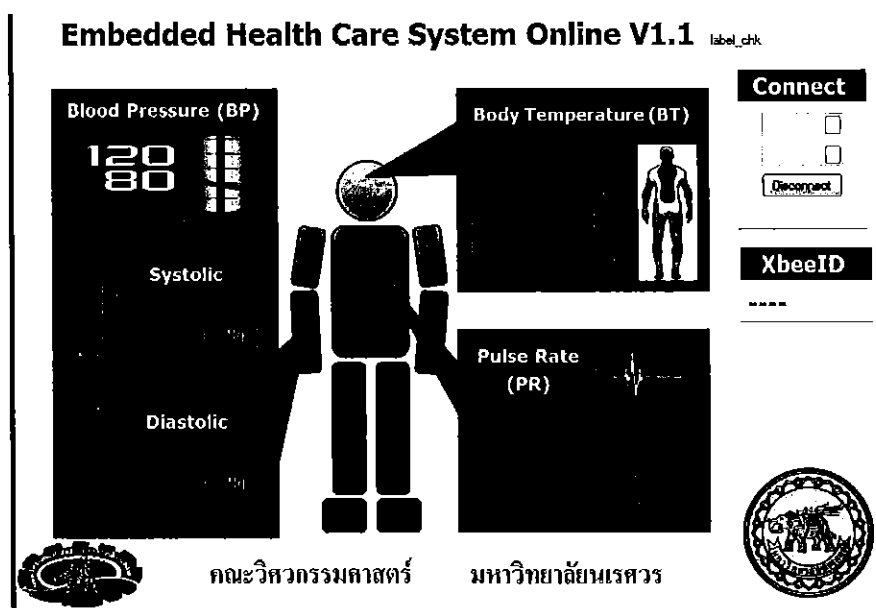 Embedded Health Care System Online V1.1 label_chk
Blood Pressure (BP)
120
80
Systolic
Diastolic
Body Temperature (BT)
Pulse Rate
(PR)
Connect
Disconnect
XbeeID
----
คณะวิศวกรรมศาสตร์ มหาวิทยาลัยนเรศวร